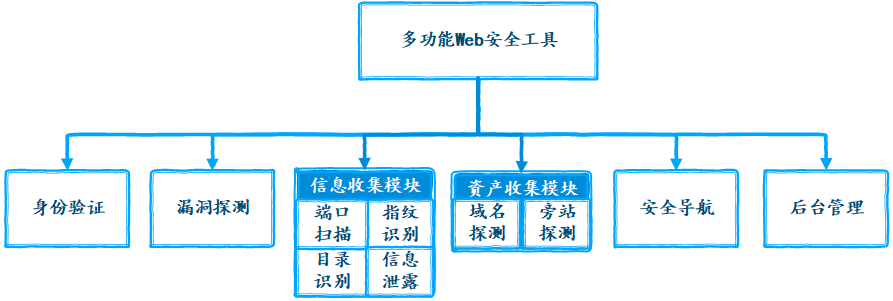 多功能Web安全工具
身份验证
漏洞探测
信息收集模块
端口
扫描
指纹
识别
目录
识别
信息
泄露
资产收集模块
域名
探测
旁站
探测
安全导航
后台管理